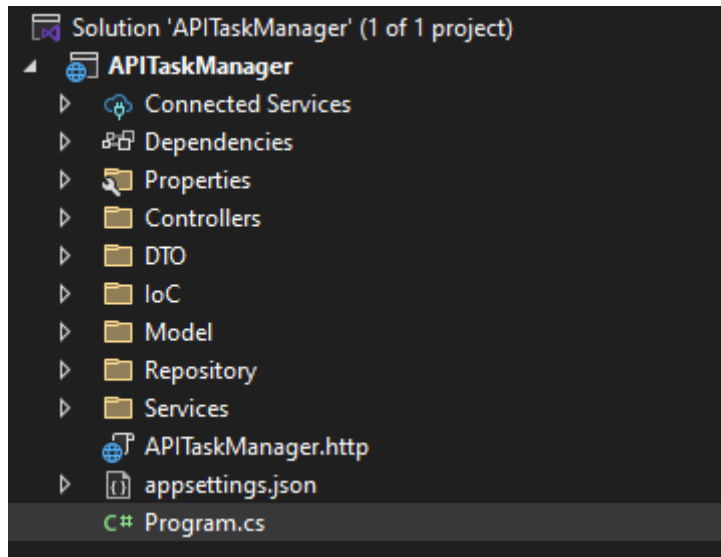 Solution 'APITaskManager' (1 of 1 project)
APITaskManager
Connected Services
Dependencies
Properties
Controllers
DTO
IoC
Model
Repository
Services
APITaskManager.http
appsettings.json
C# Program.cs